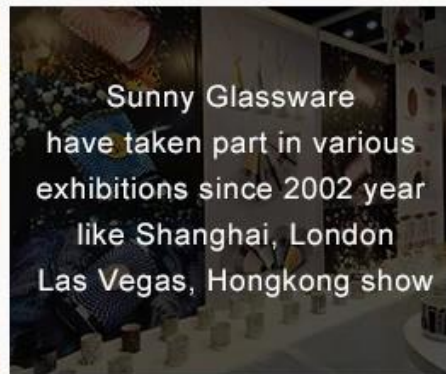 Sunny Glassware
have taken part in various
exhibitions since 2002 year
like Shanghai, London
Las Vegas, Hongkong show